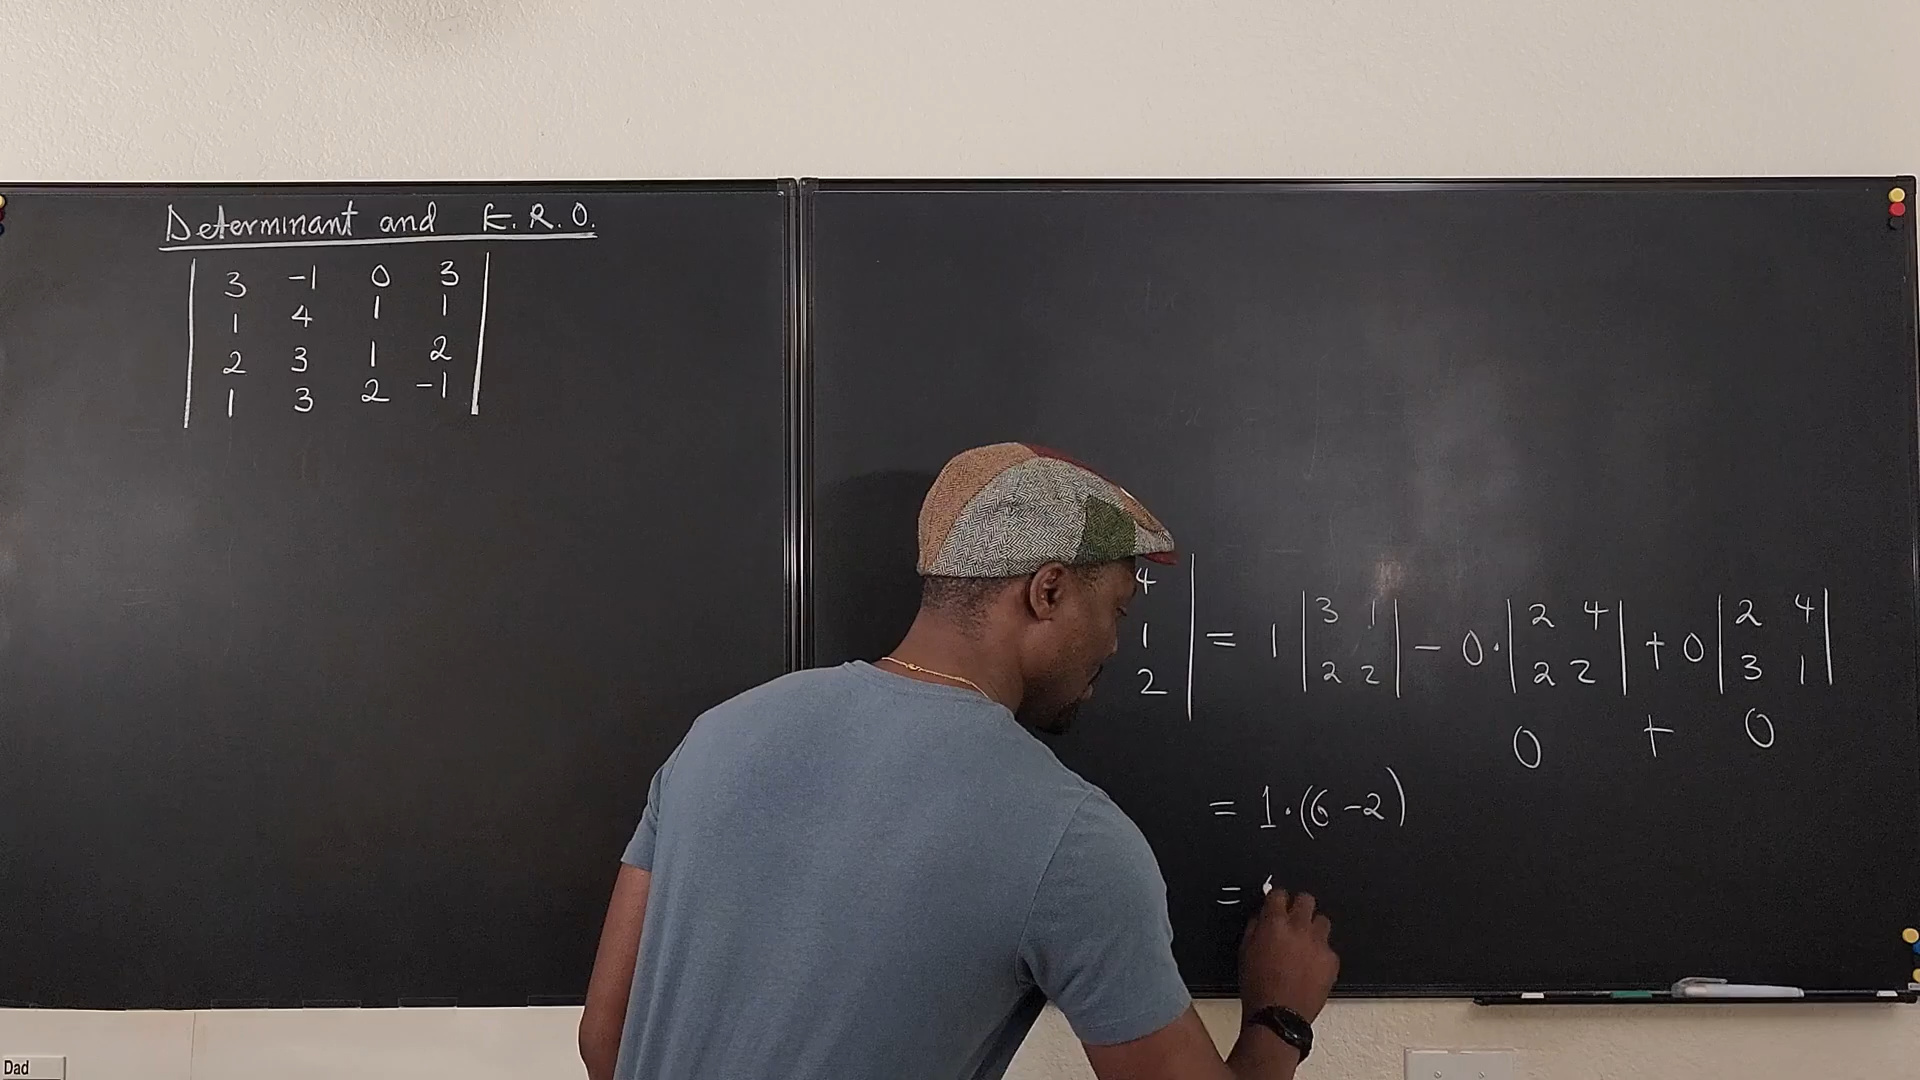 Determinant and E.R.O.
3 -1 0 3
1 4 1 1
2 3 1 2
1 3 2 -1
4
1
2
= 1 |3 1| - 0·|2 4| + 0 |2 4|
|2 2| |2 2| |3 1|
0 + 0
= 1·(6-2)
=
Dad